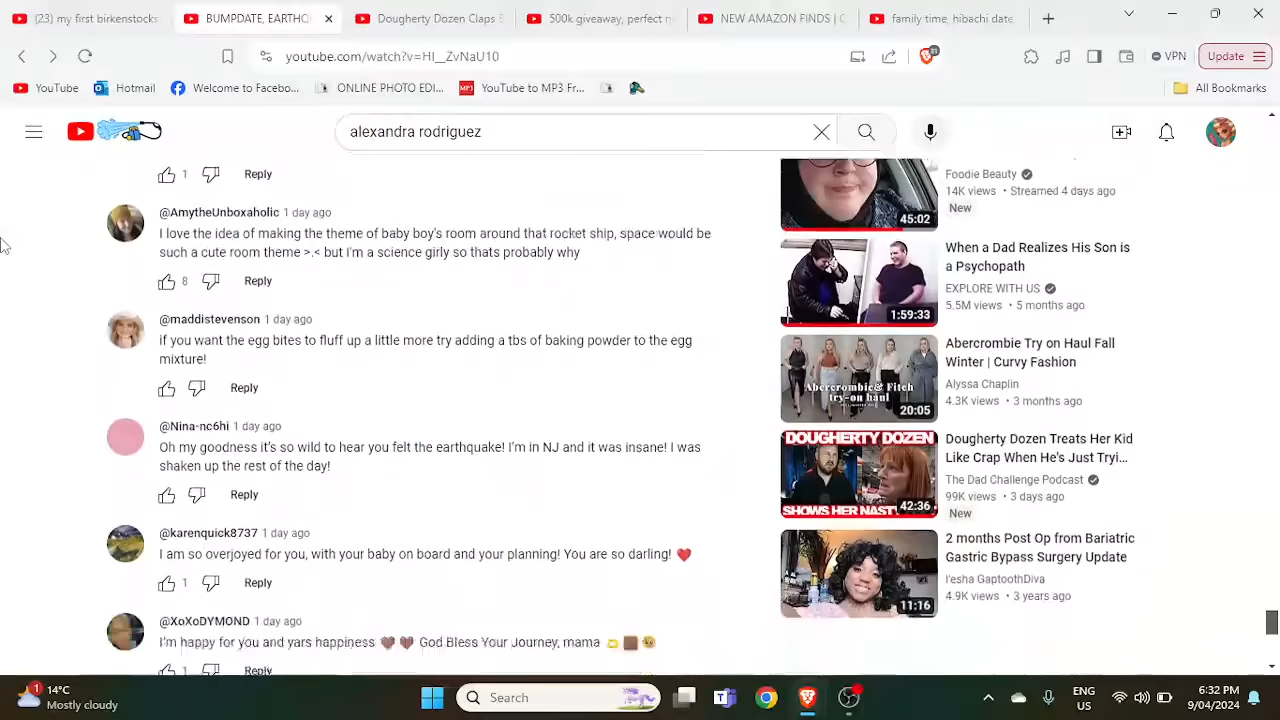 (23) my first birkenstocks
BUMPDATE, EARTHQ
Dougherty Dozen Claps B
500k giveaway, perfect n
NEW AMAZON FINDS | C
family time, hibachi date
youtube.com/watch?v=HI__ZvNaU10
VPN
Update
YouTube
Hotmail
Welcome to Facebo...
ONLINE PHOTO EDI...
YouTube to MP3 Fr...
All Bookmarks
alexandra rodriguez
1
Reply
@AmytheUnboxaholic 1 day ago
I love the idea of making the theme of baby boy's room around that rocket ship, space would be
such a cute room theme >.< but I'm a science girly so thats probably why
8
Reply
@maddistevenson 1 day ago
if you want the egg bites to fluff up a little more try adding a tbs of baking powder to the egg
mixture!
Reply
@Nina-nc6hi 1 day ago
Oh my goodness it's so wild to hear you felt the earthquake! I'm in NJ and it was insane! I was
shaken up the rest of the day!
Reply
@karenquick8737 1 day ago
I am so overjoyed for you, with your baby on board and your planning! You are so darling! ❤️
1
Reply
@XoXoDYMOND 1 day ago
I'm happy for you and yars happiness 🤎 🤎 God Bless Your Journey, mama
1
Reply
45:02
Foodie Beauty
14K views • Streamed 4 days ago
New
1:59:33
When a Dad Realizes His Son is
a Psychopath
EXPLORE WITH US
5.5M views • 5 months ago
Abercrombie & Fitch
try-on haul
20:05
Abercrombie Try on Haul Fall
Winter | Curvy Fashion
Alyssa Chaplin
4.3K views • 3 months ago
DOUGHERTY DOZEN
SHOWS HER NASTY
42:36
Dougherty Dozen Treats Her Kid
Like Crap When He's Just Tryi...
The Dad Challenge Podcast
99K views • 3 days ago
New
11:16
2 months Post Op from Bariatric
Gastric Bypass Surgery Update
I'esha GaptoothDiva
4.9K views • 3 years ago
1
14°C
Mostly cloudy
Search
ENG
US
6:32 PM
9/04/202